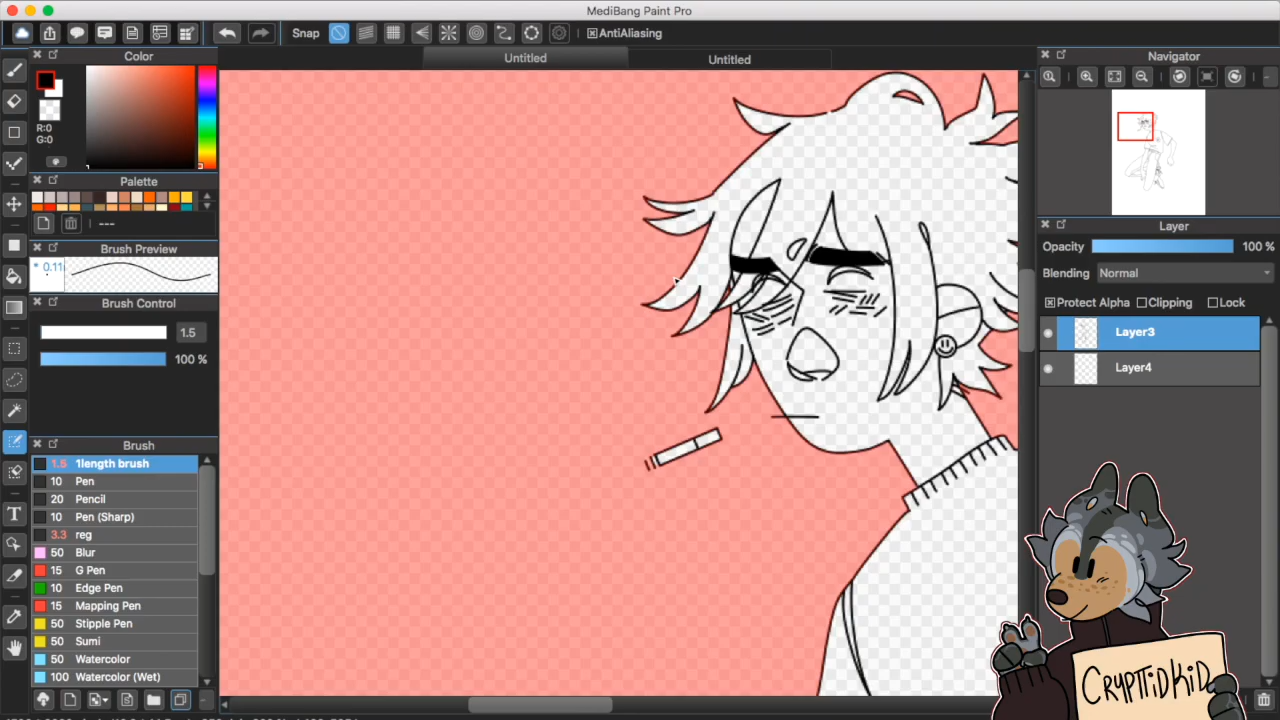 MediBang Paint Pro
Snap
AntiAliasing
Color
Untitled
Untitled
Navigator
R:0
G:0
Palette
---
Brush Preview
* 0.11
Brush Control
1.5
100 %
Layer
Opacity 100 %
Blending Normal
Protect Alpha Clipping Lock
Layer3
Layer4
Brush
1.5 1length brush
10 Pen
20 Pencil
10 Pen (Sharp)
3.3 reg
50 Blur
15 G Pen
10 Edge Pen
15 Mapping Pen
50 Stipple Pen
50 Sumi
50 Watercolor
100 Watercolor (Wet)
CRYPTTiDKiD